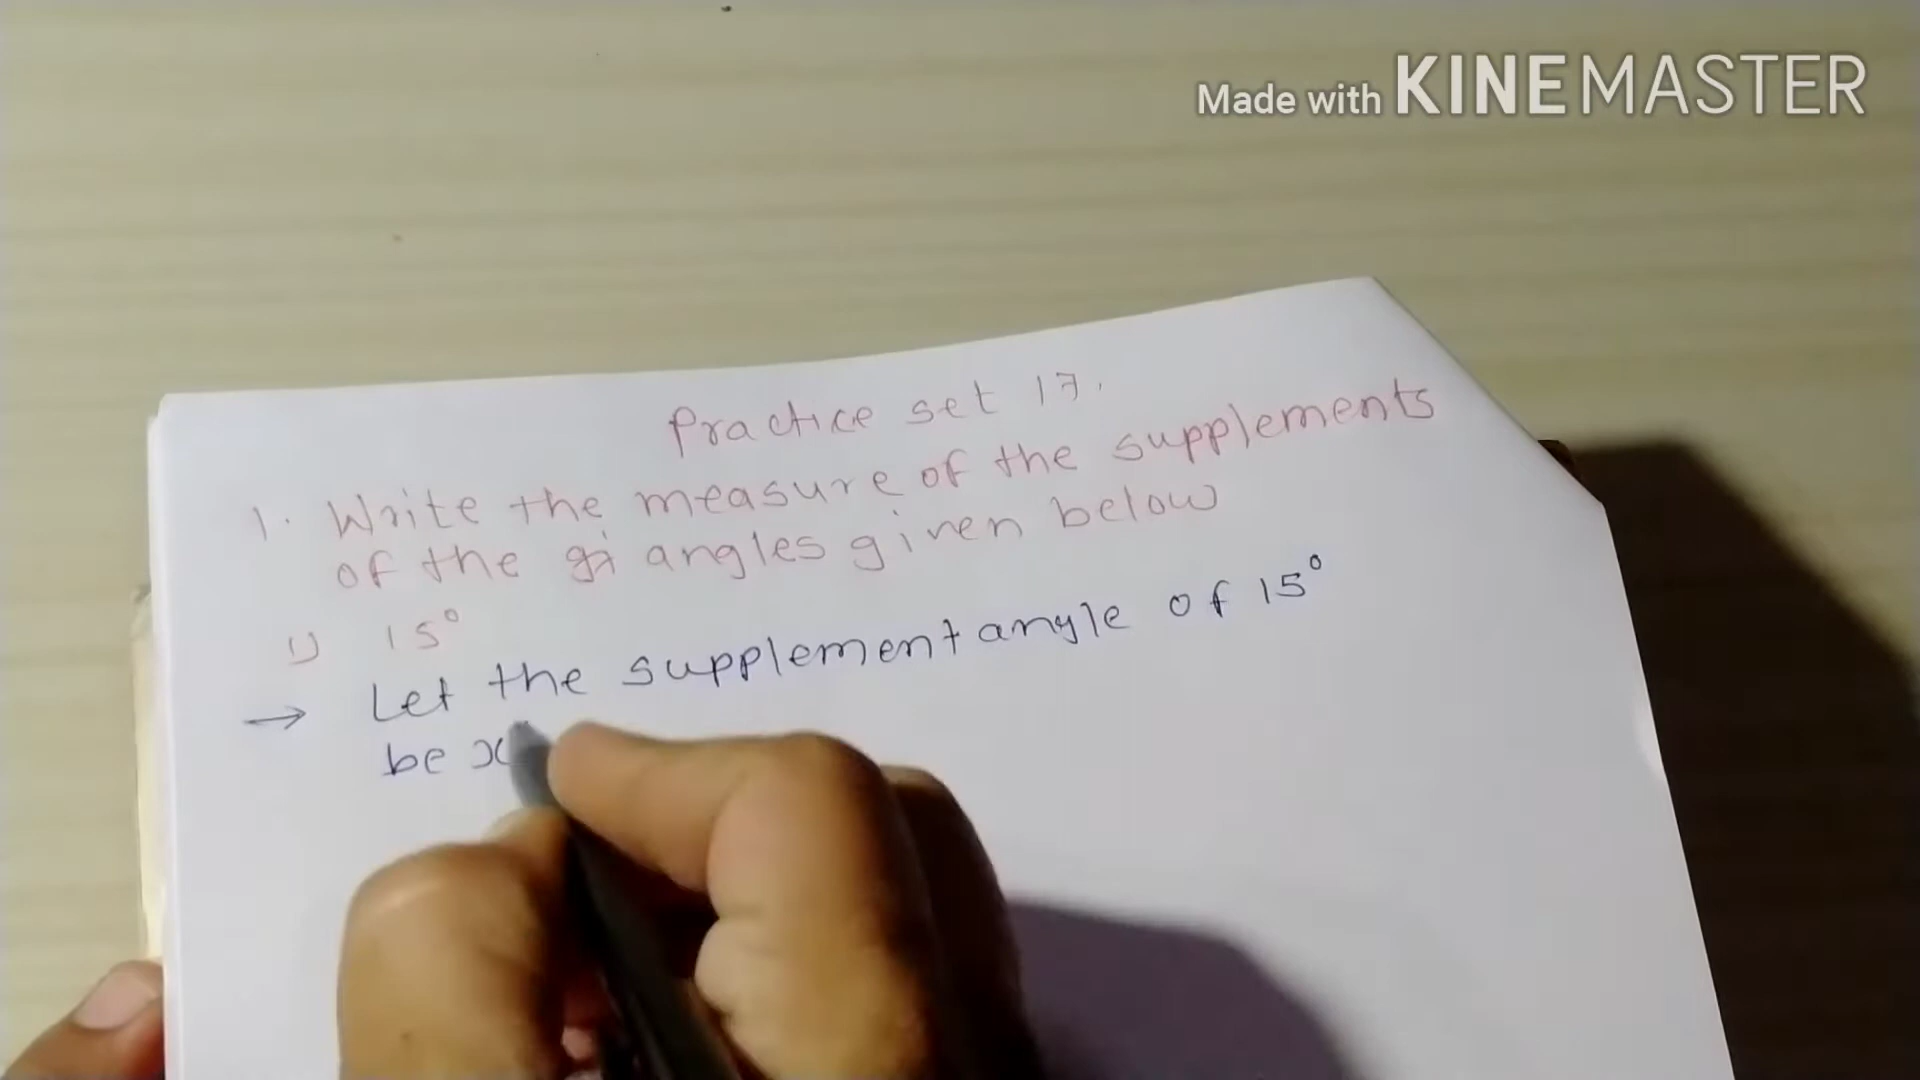 Made with KINEMASTER
Practice set 17.
1. Write the measure of the supplements
of the gi angles given below
1) 15°
→ Let the supplement angle of 15°
be x